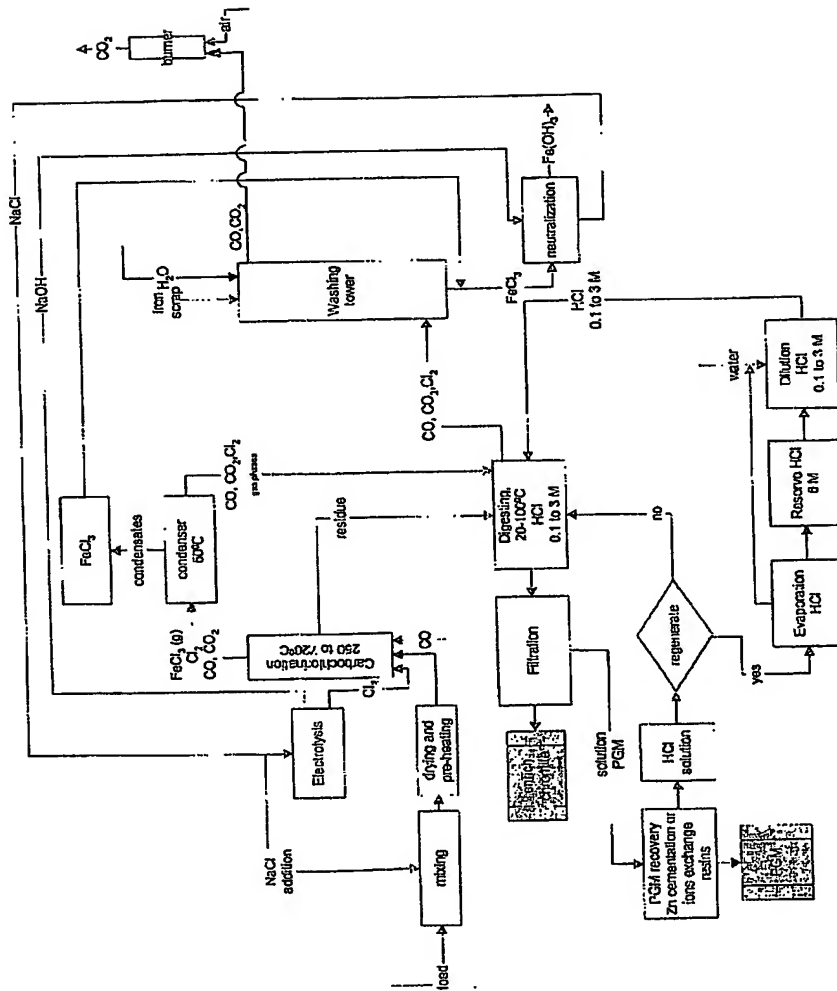 load
mixing
NaCl
addition
drying and
pre-heating
Electrolysis
Cl2
CO
Carbochlorination
250 to 720ºC
FeCl3 (g)
Cl2
CO, CO2
condenser
condensates
FeCl3
CO, CO2, Cl2
residue
NaCl
NaOH
Digesting,
20-100ºC
HCl
0.1 to 3 M
Filtration
chromite
solution
PGM
PGM recovery
Zn cementation or
ions exchange
resins
PGM
HCl
solution
regenerate
no
yes
Evaporation
HCl
Reserve HCl
water
Dilution
HCl
0.1 to 3 M
HCl
0.1 to 3 M
CO, CO2, Cl2
Iron
scrap
H2O
Washing
tower
FeCl3
neutralization
Fe(OH)3
CO, CO2
burner
air
CO2